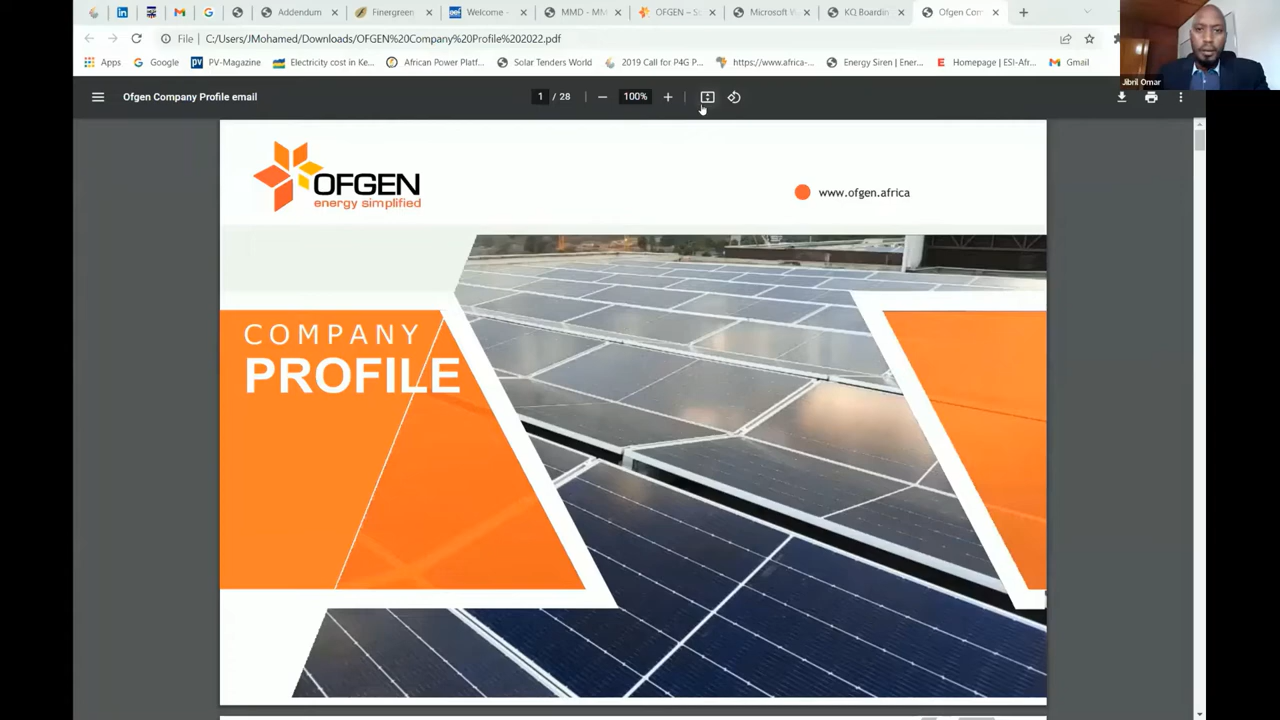 Addendum
Finergreen
Welcome -
MMD - MM
OFGEN – S
Microsoft W
KQ Boardin
Ofgen Com
File
C:/Users/JMohamed/Downloads/OFGEN%20Company%20Profile%202022.pdf
Apps
Google
PV-Magazine
Electricity cost in Ke...
African Power Platf...
Solar Tenders World
2019 Call for P4G P...
https://www.africa-...
Energy Siren | Ener...
Homepage | ESI-Afr...
Gmail
Jibril Omar
Ofgen Company Profile email
1 / 28
100%
OFGEN
energy simplified
www.ofgen.africa
COMPANY
PROFILE